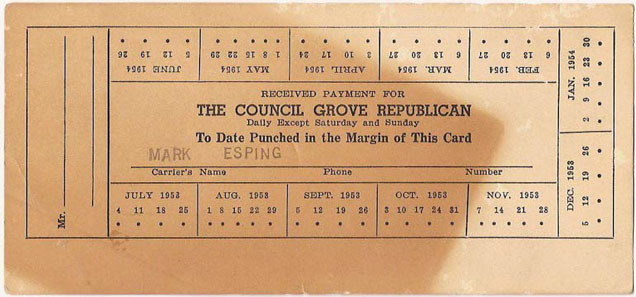 RECEIVED PAYMENT FOR
THE COUNCIL GROVE REPUBLICAN
Daily Except Saturday and Sunday
To Date Punched in the Margin of This Card
MARK ESPING
Carrier's Name Phone Number
Mr.
JULY 1953 AUG. 1953 SEPT. 1953 OCT. 1953 NOV. 1953
4 11 18 25 1 8 15 22 29 5 12 19 26 3 10 17 24 31 7 14 21 28
DEC. 1953 JAN. 1954
5 12 19 26 2 9 16 23 30
FEB. 1954 MAR. 1954 APRIL 1954 MAY 1954 JUNE 1954
6 13 20 27 6 13 20 27 3 10 17 24 1 8 15 22 29 5 12 19 26